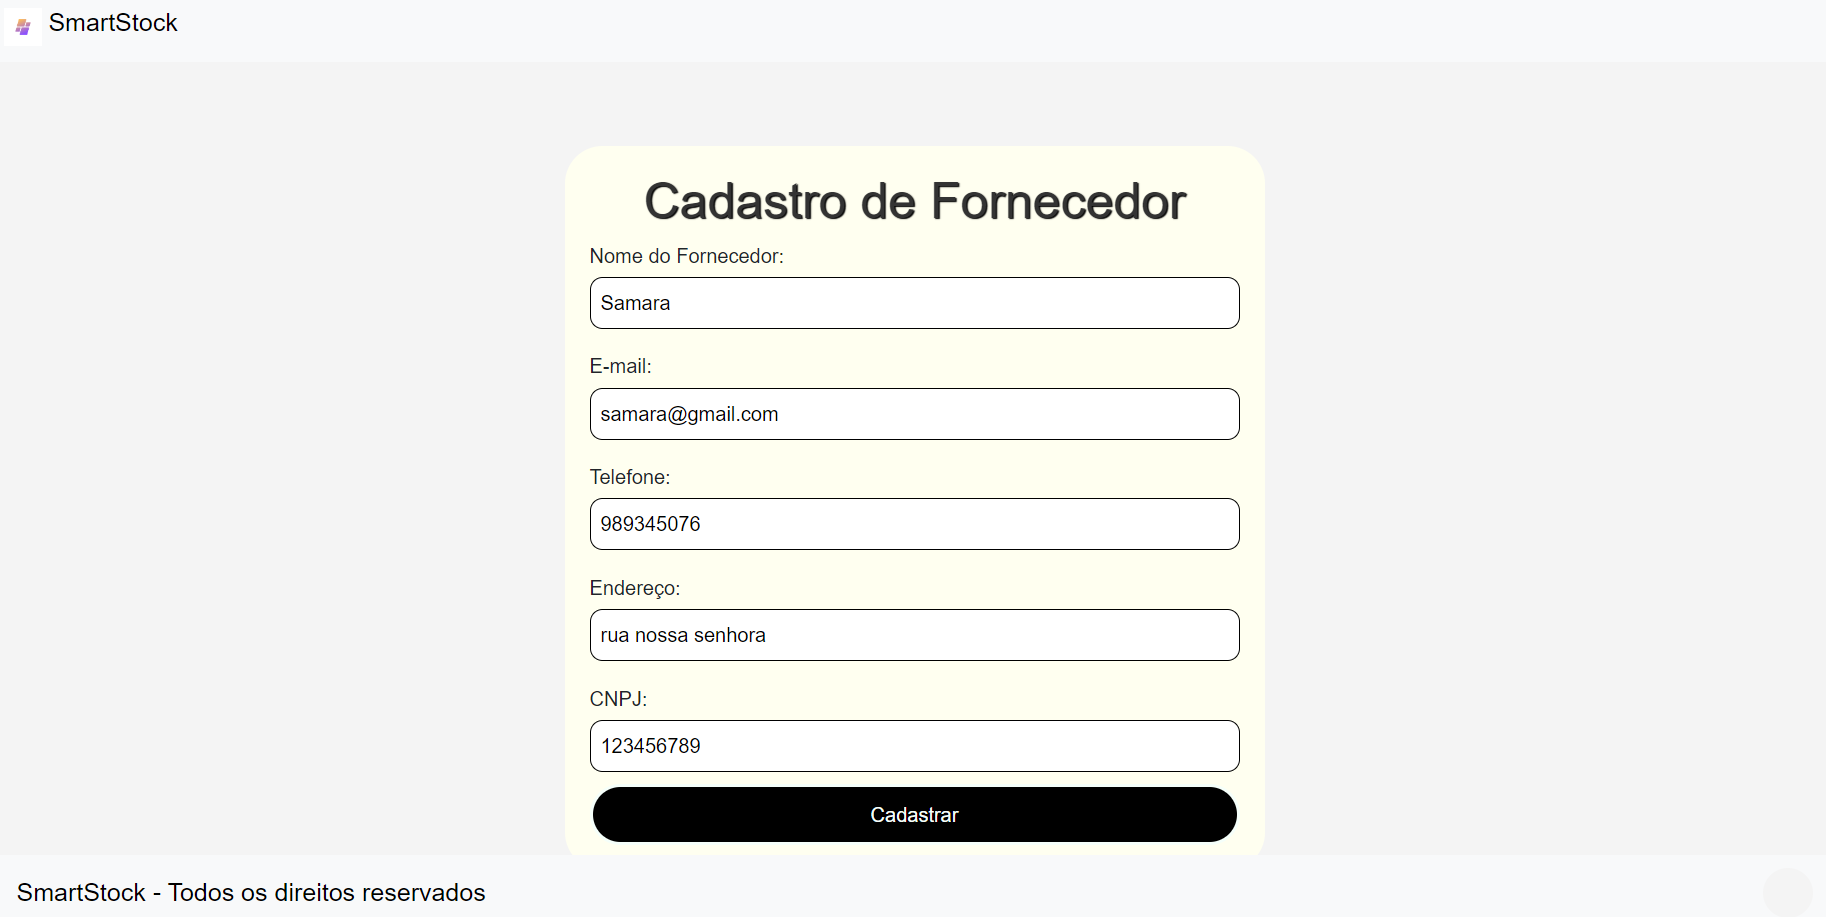 SmartStock
Cadastro de Fornecedor
Nome do Fornecedor:
Samara
E-mail:
samara@gmail.com
Telefone:
989345076
Endereço:
rua nossa senhora
CNPJ:
123456789
Cadastrar
SmartStock - Todos os direitos reservados